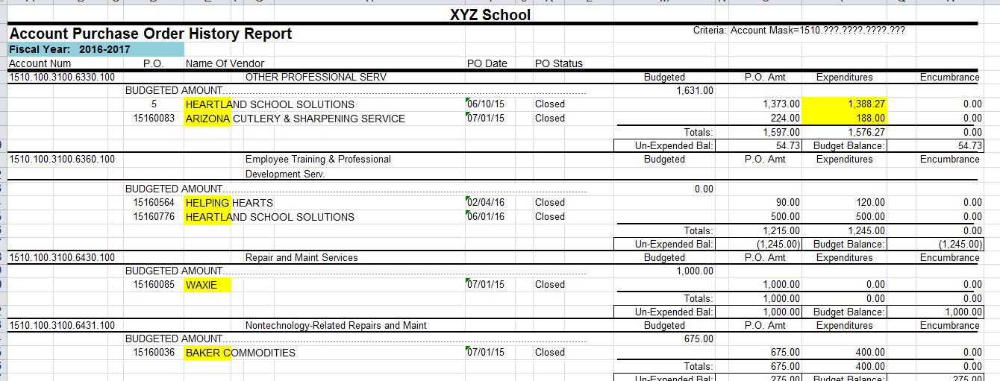 XYZ School
Account Purchase Order History Report Criteria: Account Mask=1510.???.????.????.???
Fiscal Year: 2016-2017
Account Num P.O. Name Of Vendor PO Date PO Status
1510.100.3100.6330.100 OTHER PROFESSIONAL SERV Budgeted P.O. Amt Expenditures Encumbrance
BUDGETED AMOUNT 1,631.00
5 HEARTLAND SCHOOL SOLUTIONS 06/10/15 Closed 1,373.00 1,388.27 0.00
15160083 ARIZONA CUTLERY & SHARPENING SERVICE 07/01/15 Closed 224.00 188.00 0.00
Totals: 1,597.00 1,576.27 0.00
Un-Expended Bal: 54.73 Budget Balance: 54.73
1510.100.3100.6360.100 Employee Training & Professional Budgeted P.O. Amt Expenditures Encumbrance
Development Serv.
BUDGETED AMOUNT 0.00
15160564 HELPING HEARTS 02/04/16 Closed 90.00 120.00 0.00
15160776 HEARTLAND SCHOOL SOLUTIONS 06/01/16 Closed 500.00 500.00 0.00
Totals: 1,215.00 1,245.00 0.00
Un-Expended Bal: (1,245.00) Budget Balance: (1,245.00)
1510.100.3100.6430.100 Repair and Maint Services Budgeted P.O. Amt Expenditures Encumbrance
BUDGETED AMOUNT 1,000.00
15160085 WAXIE 07/01/15 Closed 1,000.00 0.00 0.00
Totals: 1,000.00 0.00 0.00
Un-Expended Bal: 1,000.00 Budget Balance: 1,000.00
1510.100.3100.6431.100 Nontechnology-Related Repairs and Maint Budgeted P.O. Amt Expenditures Encumbrance
BUDGETED AMOUNT 675.00
15160036 BAKER COMMODITIES 07/01/15 Closed 675.00 400.00 0.00
Totals: 675.00 400.00 0.00
Un-Expended Bal: 275.00 Budget Balance: 275.00